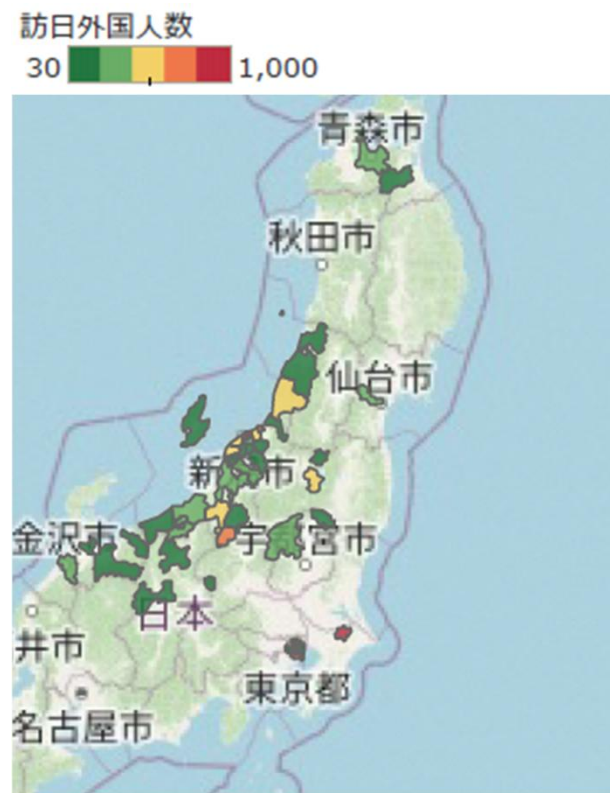 訪日外国人数
30 1,000
青森市
秋田市
仙台市
新潟市
金沢市
宇都宮市
日本
井市
東京都
名古屋市